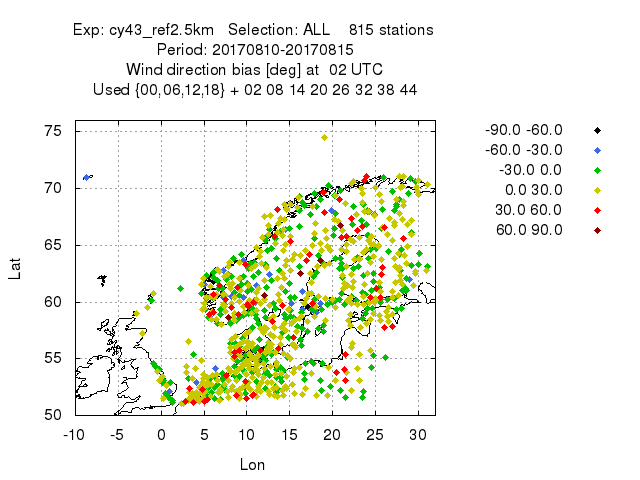 Exp: cy43_ref2.5km   Selection: ALL    815 stations
Period: 20170810-20170815
Wind direction bias [deg] at  02 UTC
Used {00,06,12,18} + 02 08 14 20 26 32 38 44
-90.0 -60.0
-60.0 -30.0
-30.0 0.0
0.0 30.0
30.0 60.0
60.0 90.0
75
70
65
60
55
50
Lat
-10 -5 0 5 10 15 20 25 30
Lon